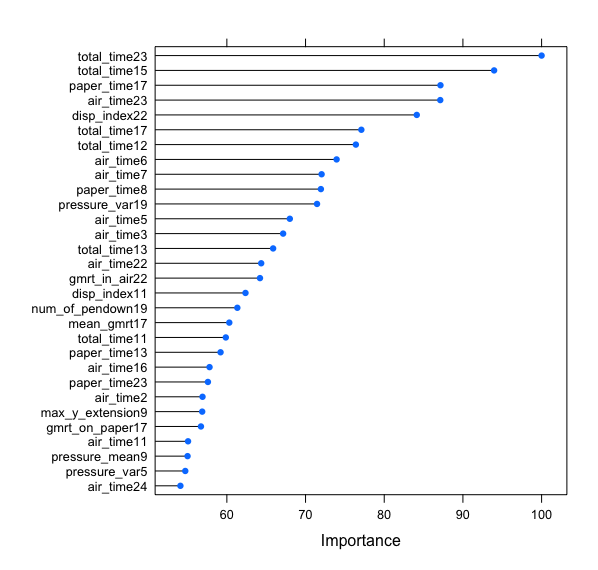 total_time23
total_time15
paper_time17
air_time23
disp_index22
total_time17
total_time12
air_time6
air_time7
paper_time8
pressure_var19
air_time5
air_time3
total_time13
air_time22
gmrt_in_air22
disp_index11
num_of_pendown19
mean_gmrt17
total_time11
paper_time13
air_time16
paper_time23
air_time2
max_y_extension9
gmrt_on_paper17
air_time11
pressure_mean9
pressure_var5
air_time24
60 70 80 90 100
Importance